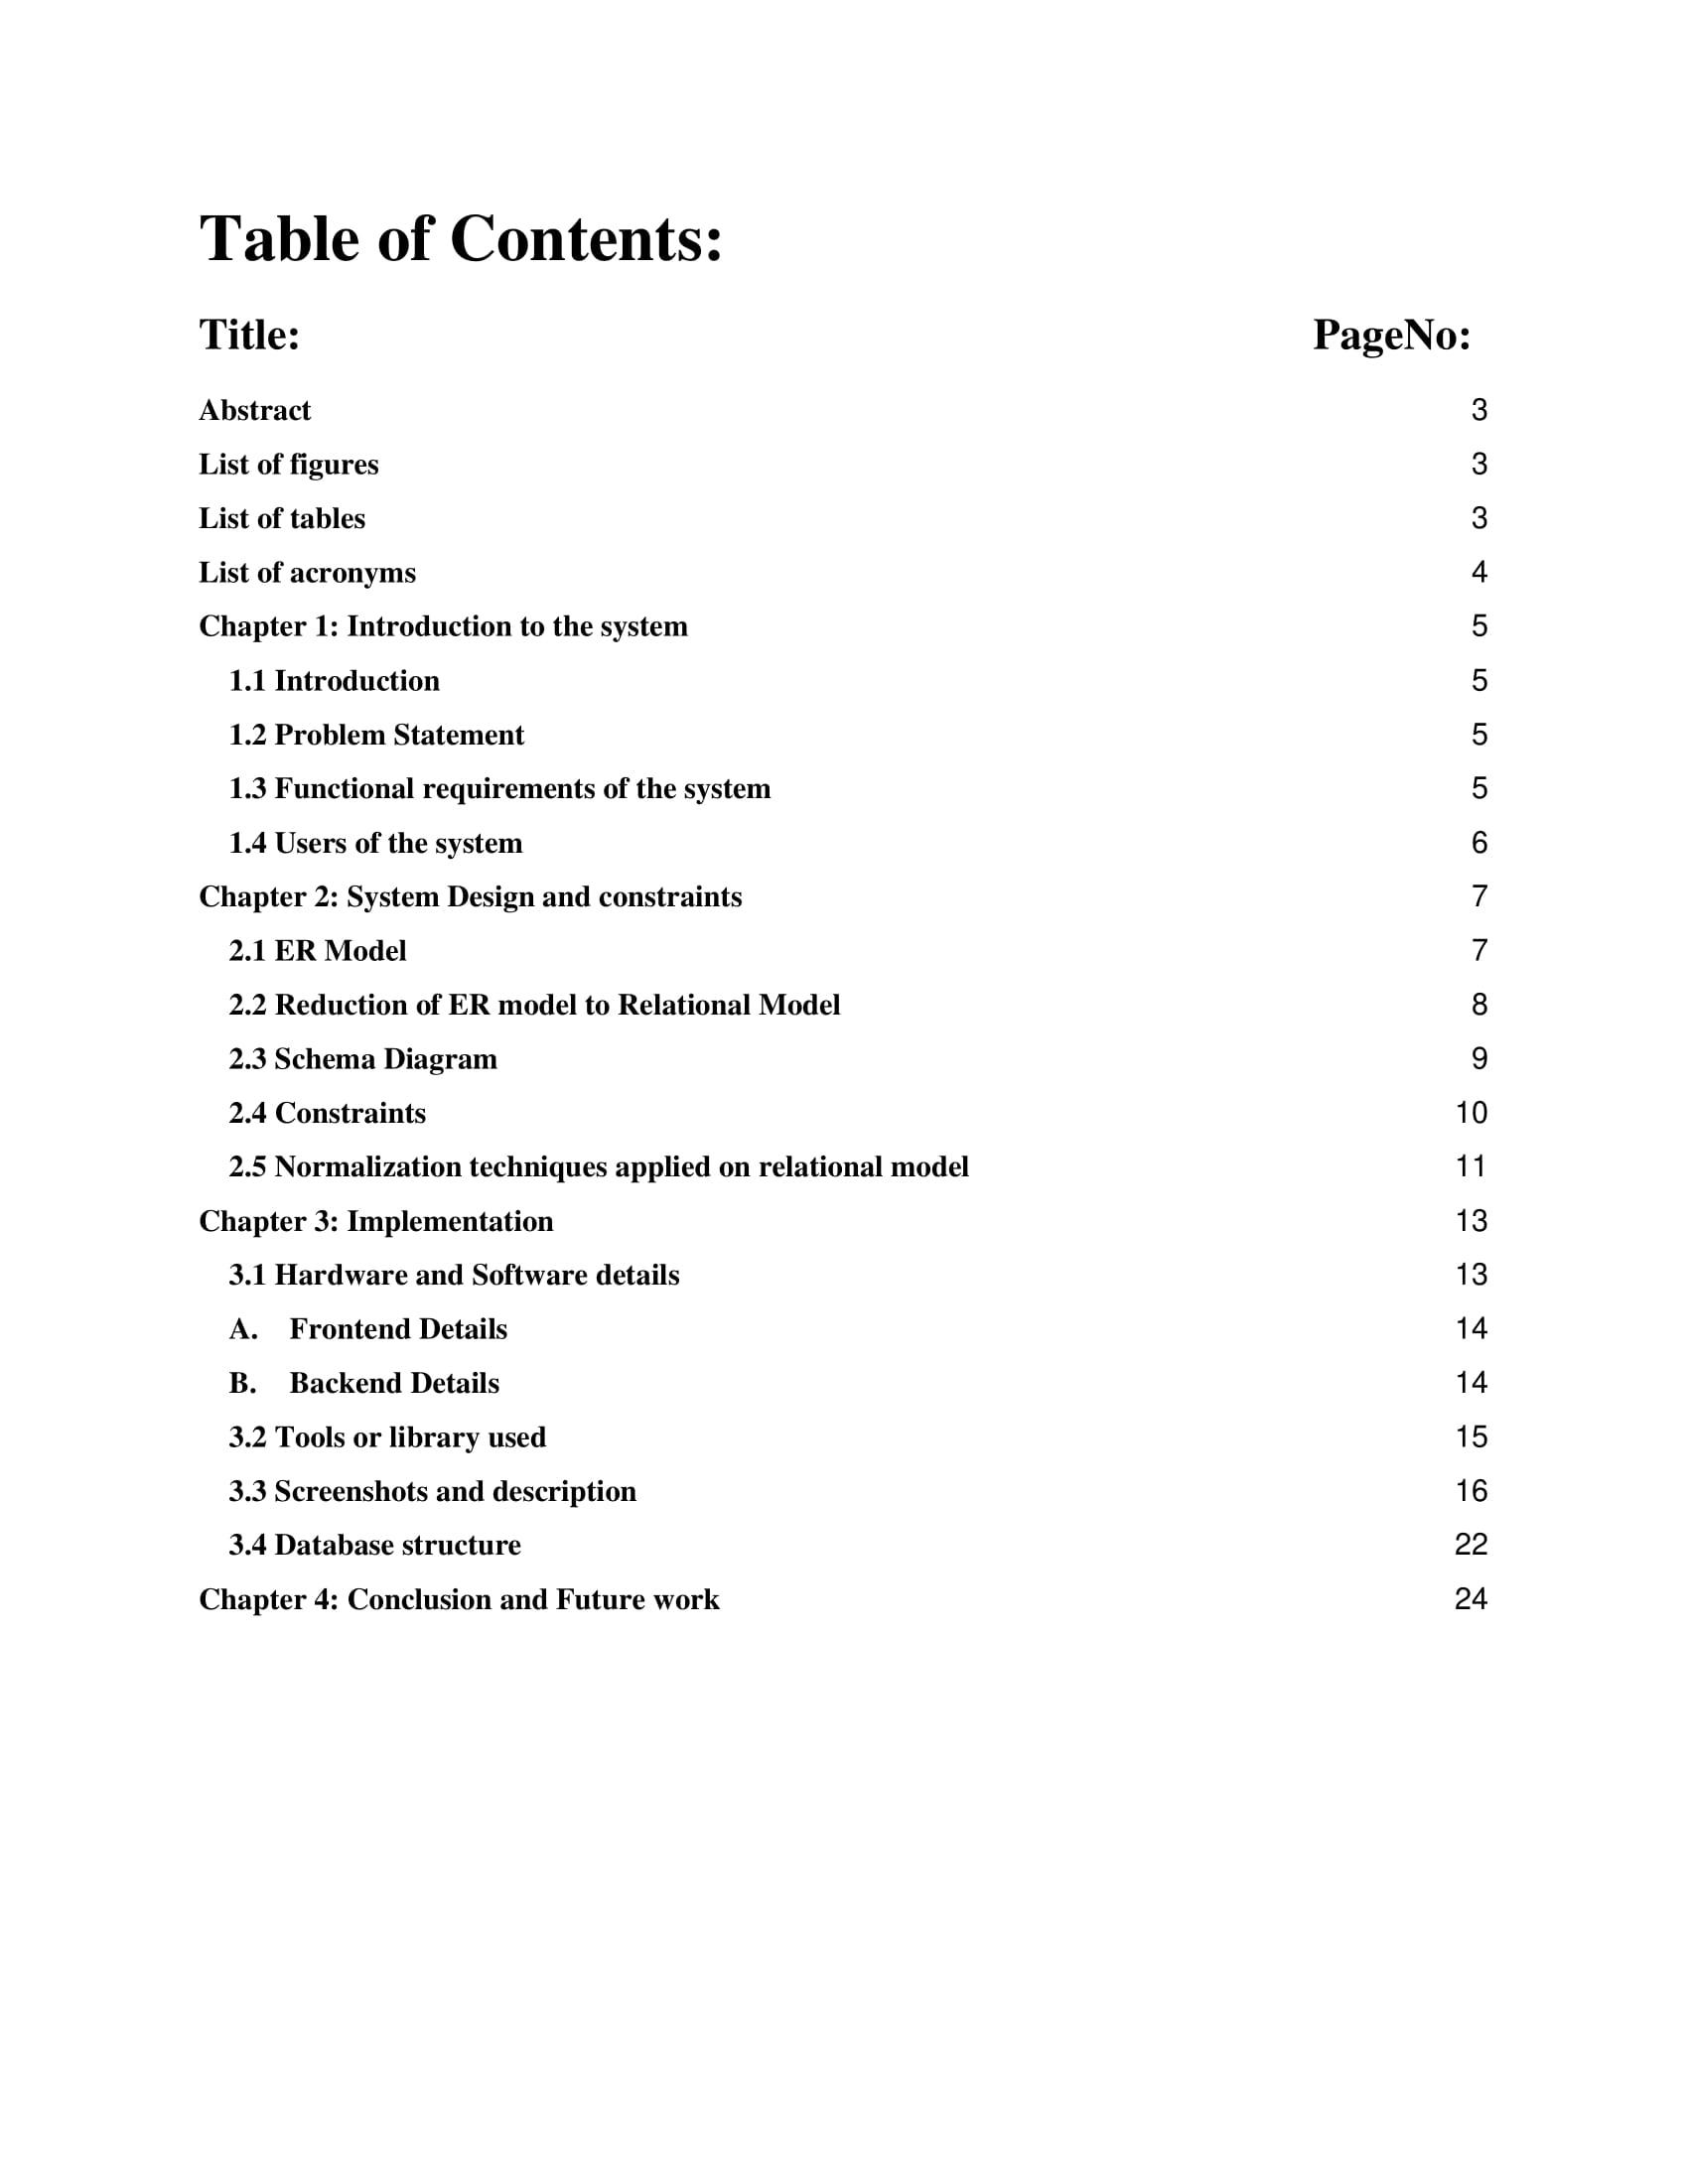 Table of Contents:
Title: PageNo:
Abstract 3
List of figures 3
List of tables 3
List of acronyms 4
Chapter 1: Introduction to the system 5
1.1 Introduction 5
1.2 Problem Statement 5
1.3 Functional requirements of the system 5
1.4 Users of the system 6
Chapter 2: System Design and constraints 7
2.1 ER Model 7
2.2 Reduction of ER model to Relational Model 8
2.3 Schema Diagram 9
2.4 Constraints 10
2.5 Normalization techniques applied on relational model 11
Chapter 3: Implementation 13
3.1 Hardware and Software details 13
A. Frontend Details 14
B. Backend Details 14
3.2 Tools or library used 15
3.3 Screenshots and description 16
3.4 Database structure 22
Chapter 4: Conclusion and Future work 24